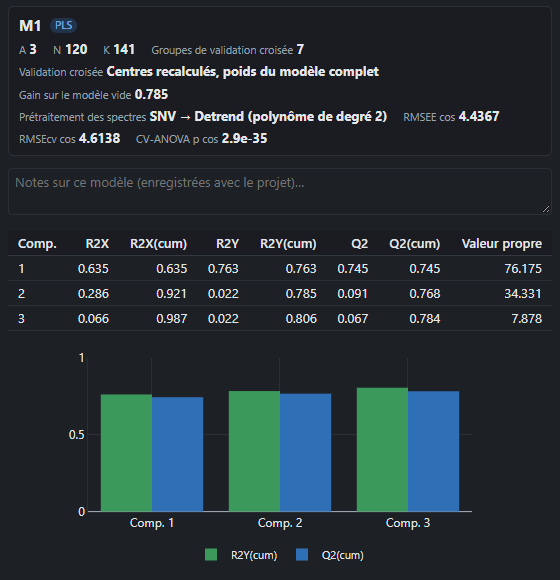 M1 PLS
A 3 N 120 K 141 Groupes de validation croisée 7
Validation croisée Centres recalculés, poids du modèle complet
Gain sur le modèle vide 0.785
Prétraitement des spectres SNV → Detrend (polynôme de degré 2) RMSEE cos 4.4367
RMSEcv cos 4.6138 CV-ANOVA p cos 2.9e-35
Notes sur ce modèle (enregistrées avec le projet)...
Comp. R2X R2X(cum) R2Y R2Y(cum) Q2 Q2(cum) Valeur propre
1 0.635 0.635 0.763 0.763 0.745 0.745 76.175
2 0.286 0.921 0.022 0.785 0.091 0.768 34.331
3 0.066 0.987 0.022 0.806 0.067 0.784 7.878
1
0.5
0
Comp. 1 Comp. 2 Comp. 3
R2Y(cum) Q2(cum)